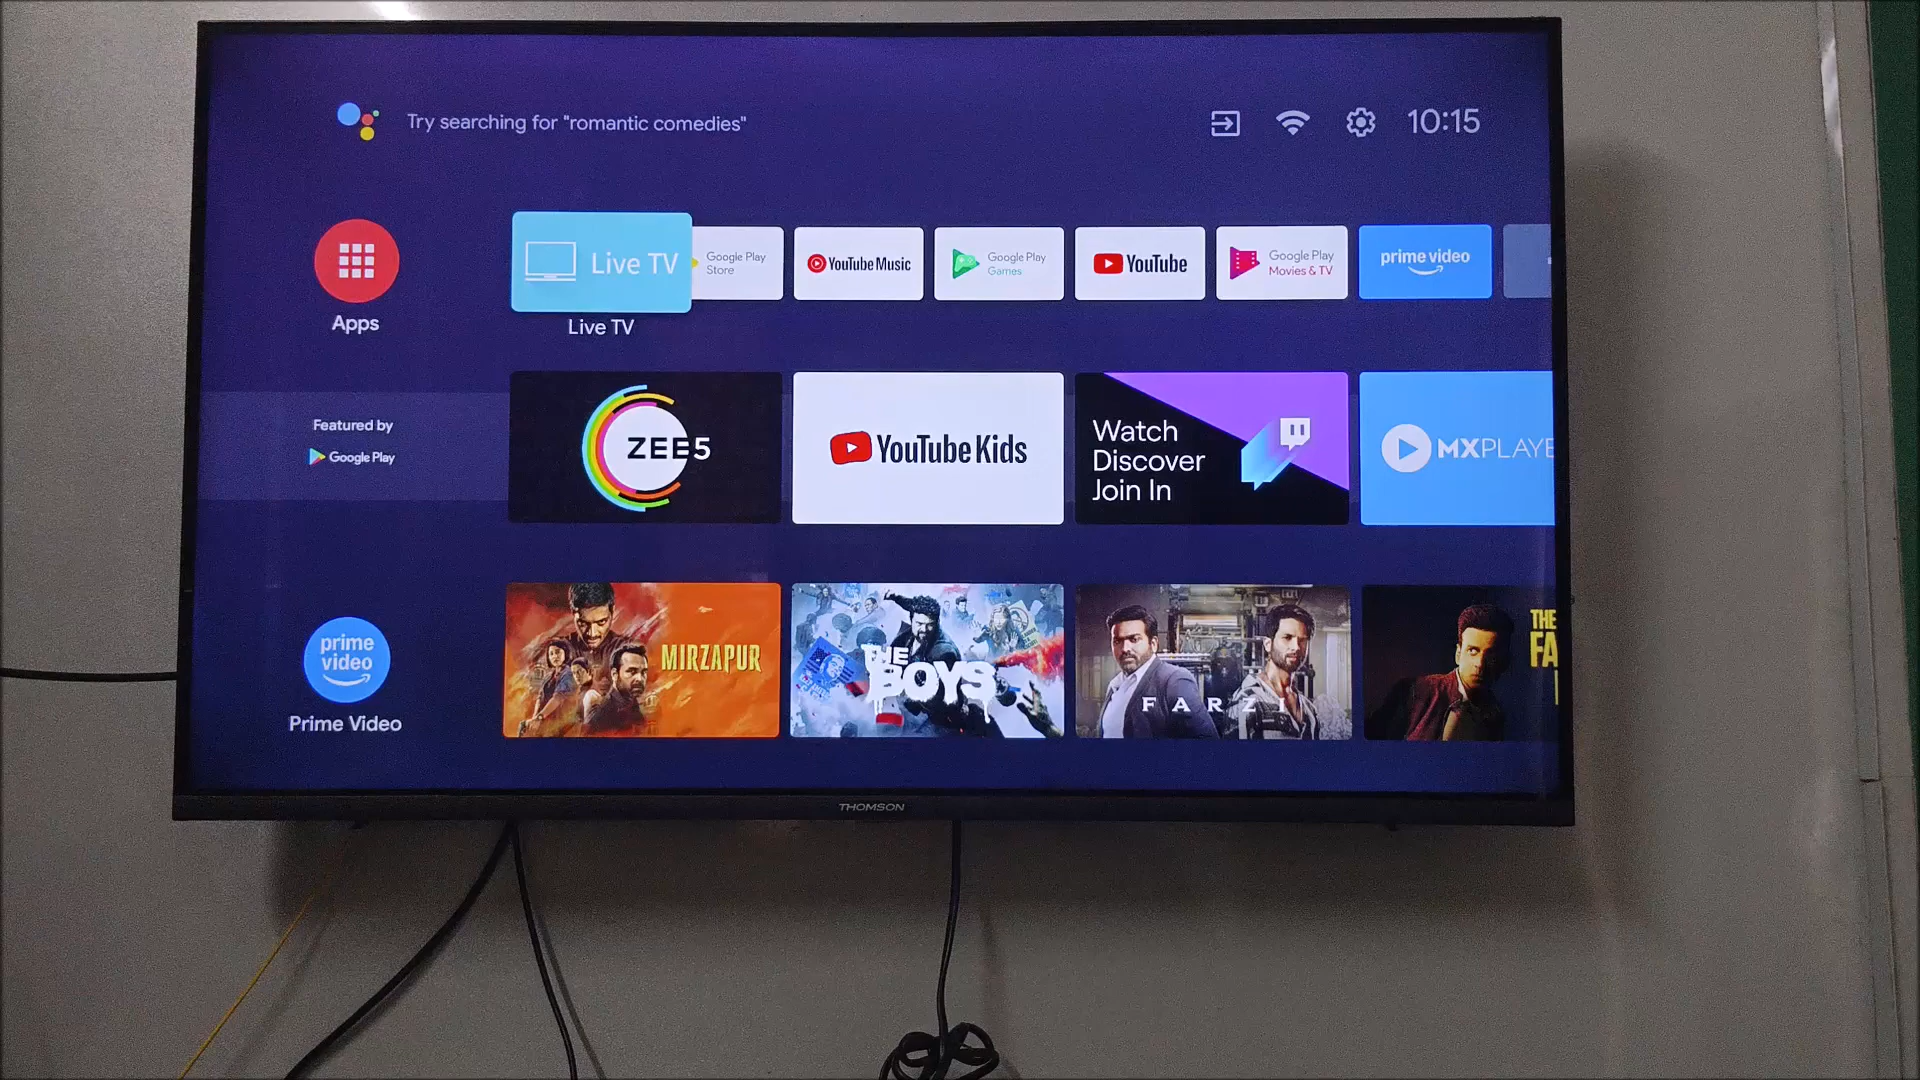 Try searching for "romantic comedies"
10:15
Live TV
Google Play
Store
YouTube Music
Google Play
Games
YouTube
Google Play
Movies & TV
prime video
Apps
Live TV
Featured by
Google Play
ZEE5
YouTube Kids
Watch
Discover
Join In
MXPLAYE
prime
video
Prime Video
MIRZAPUR
THE
BOYS
FARZI
THE
FA
THOMSON